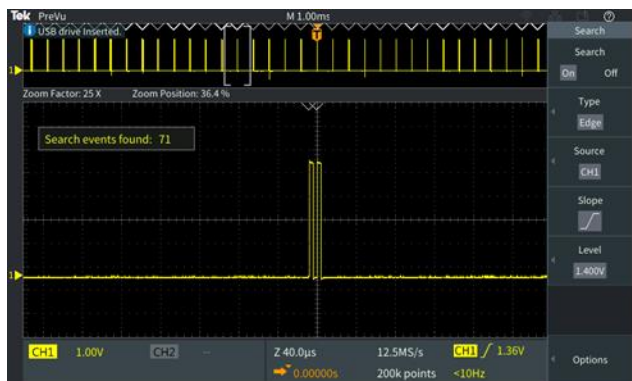 Tek PreVu M 1.00ms
USB drive Inserted.
T
1
Zoom Factor: 25 X Zoom Position: 36.4 %
Search events found: 71
1
CH1 1.00V CH2 -- Z 40.0µs 12.5MS/s CH1 1.36V
0.00000s 200k points <10Hz
Search
Search
On Off
Type
Edge
Source
CH1
Slope
Level
1.400V
Options